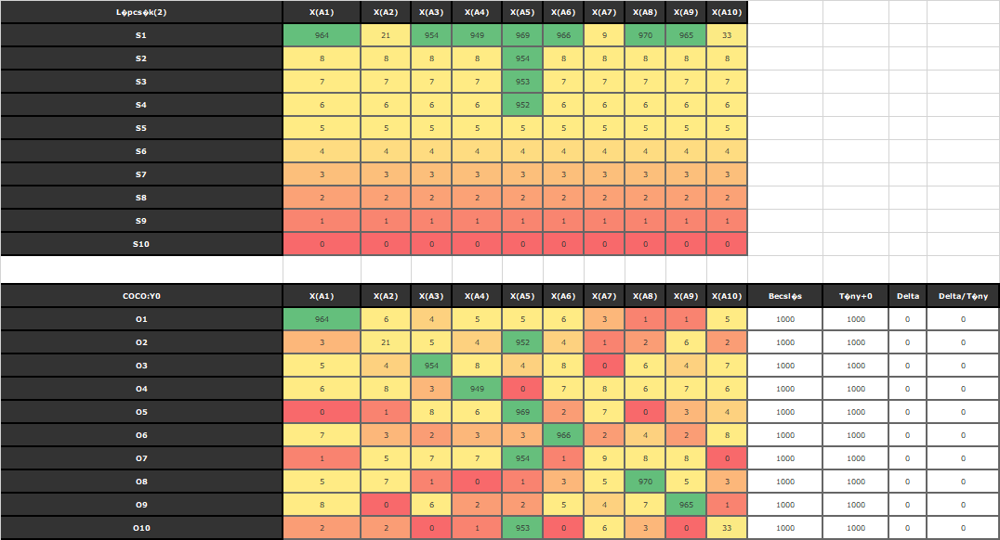 L�pcs�k(2) X(A1) X(A2) X(A3) X(A4) X(A5) X(A6) X(A7) X(A8) X(A9) X(A10)
S1 964 21 954 949 969 966 9 970 965 33
S2 8 8 8 8 954 8 8 8 8 8
S3 7 7 7 7 953 7 7 7 7 7
S4 6 6 6 6 952 6 6 6 6 6
S5 5 5 5 5 5 5 5 5 5 5
S6 4 4 4 4 4 4 4 4 4 4
S7 3 3 3 3 3 3 3 3 3 3
S8 2 2 2 2 2 2 2 2 2 2
S9 1 1 1 1 1 1 1 1 1 1
S10 0 0 0 0 0 0 0 0 0 0
COCO:Y0 X(A1) X(A2) X(A3) X(A4) X(A5) X(A6) X(A7) X(A8) X(A9) X(A10) Becsl�s T�ny+0 Delta Delta/T�ny
O1 964 6 4 5 5 6 3 1 1 5 1000 1000 0 0
O2 3 21 5 4 952 4 1 2 6 2 1000 1000 0 0
O3 5 4 954 8 4 8 0 6 4 7 1000 1000 0 0
O4 6 8 3 949 0 7 8 6 7 6 1000 1000 0 0
O5 0 1 8 6 969 2 7 0 3 4 1000 1000 0 0
O6 7 3 2 3 3 966 2 4 2 8 1000 1000 0 0
O7 1 5 7 7 954 1 9 8 8 0 1000 1000 0 0
O8 5 7 1 0 1 3 5 970 5 3 1000 1000 0 0
O9 8 0 6 2 2 5 4 7 965 1 1000 1000 0 0
O10 2 2 0 1 953 0 6 3 0 33 1000 1000 0 0